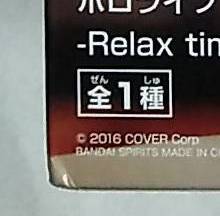 ホロライブ
-Relax tim
全1種
ぜん しゅ
© 2016 COVER Corp
BANDAI SPIRITS MADE IN C